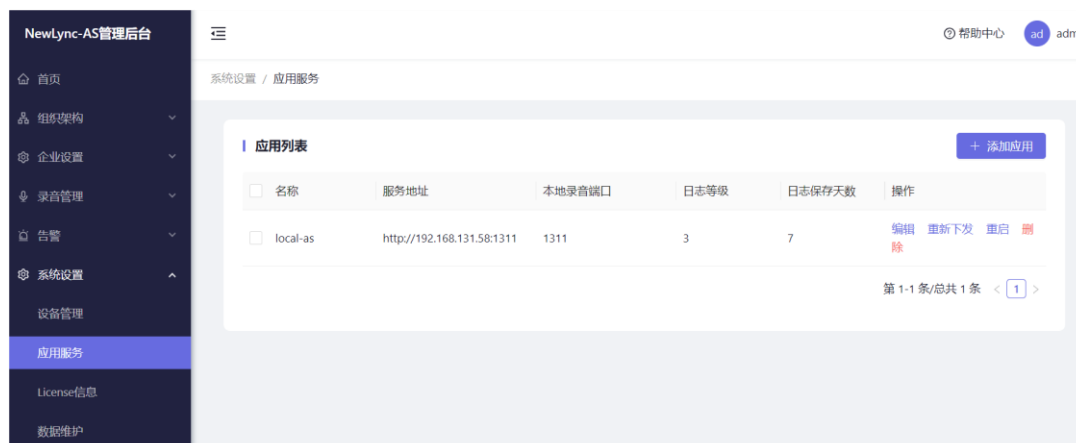 NewLync-AS管理后台
帮助中心
ad
adm
首页
系统设置 / 应用服务
组织架构
企业设置
录音管理
告警
系统设置
设备管理
应用服务
License信息
数据维护
应用列表
+ 添加应用
名称 服务地址 本地录音端口 日志等级 日志保存天数 操作
local-as http://192.168.131.58:1311 1311 3 7 编辑 重新下发 重启 删
除
第 1-1 条/总共 1 条 < 1 >